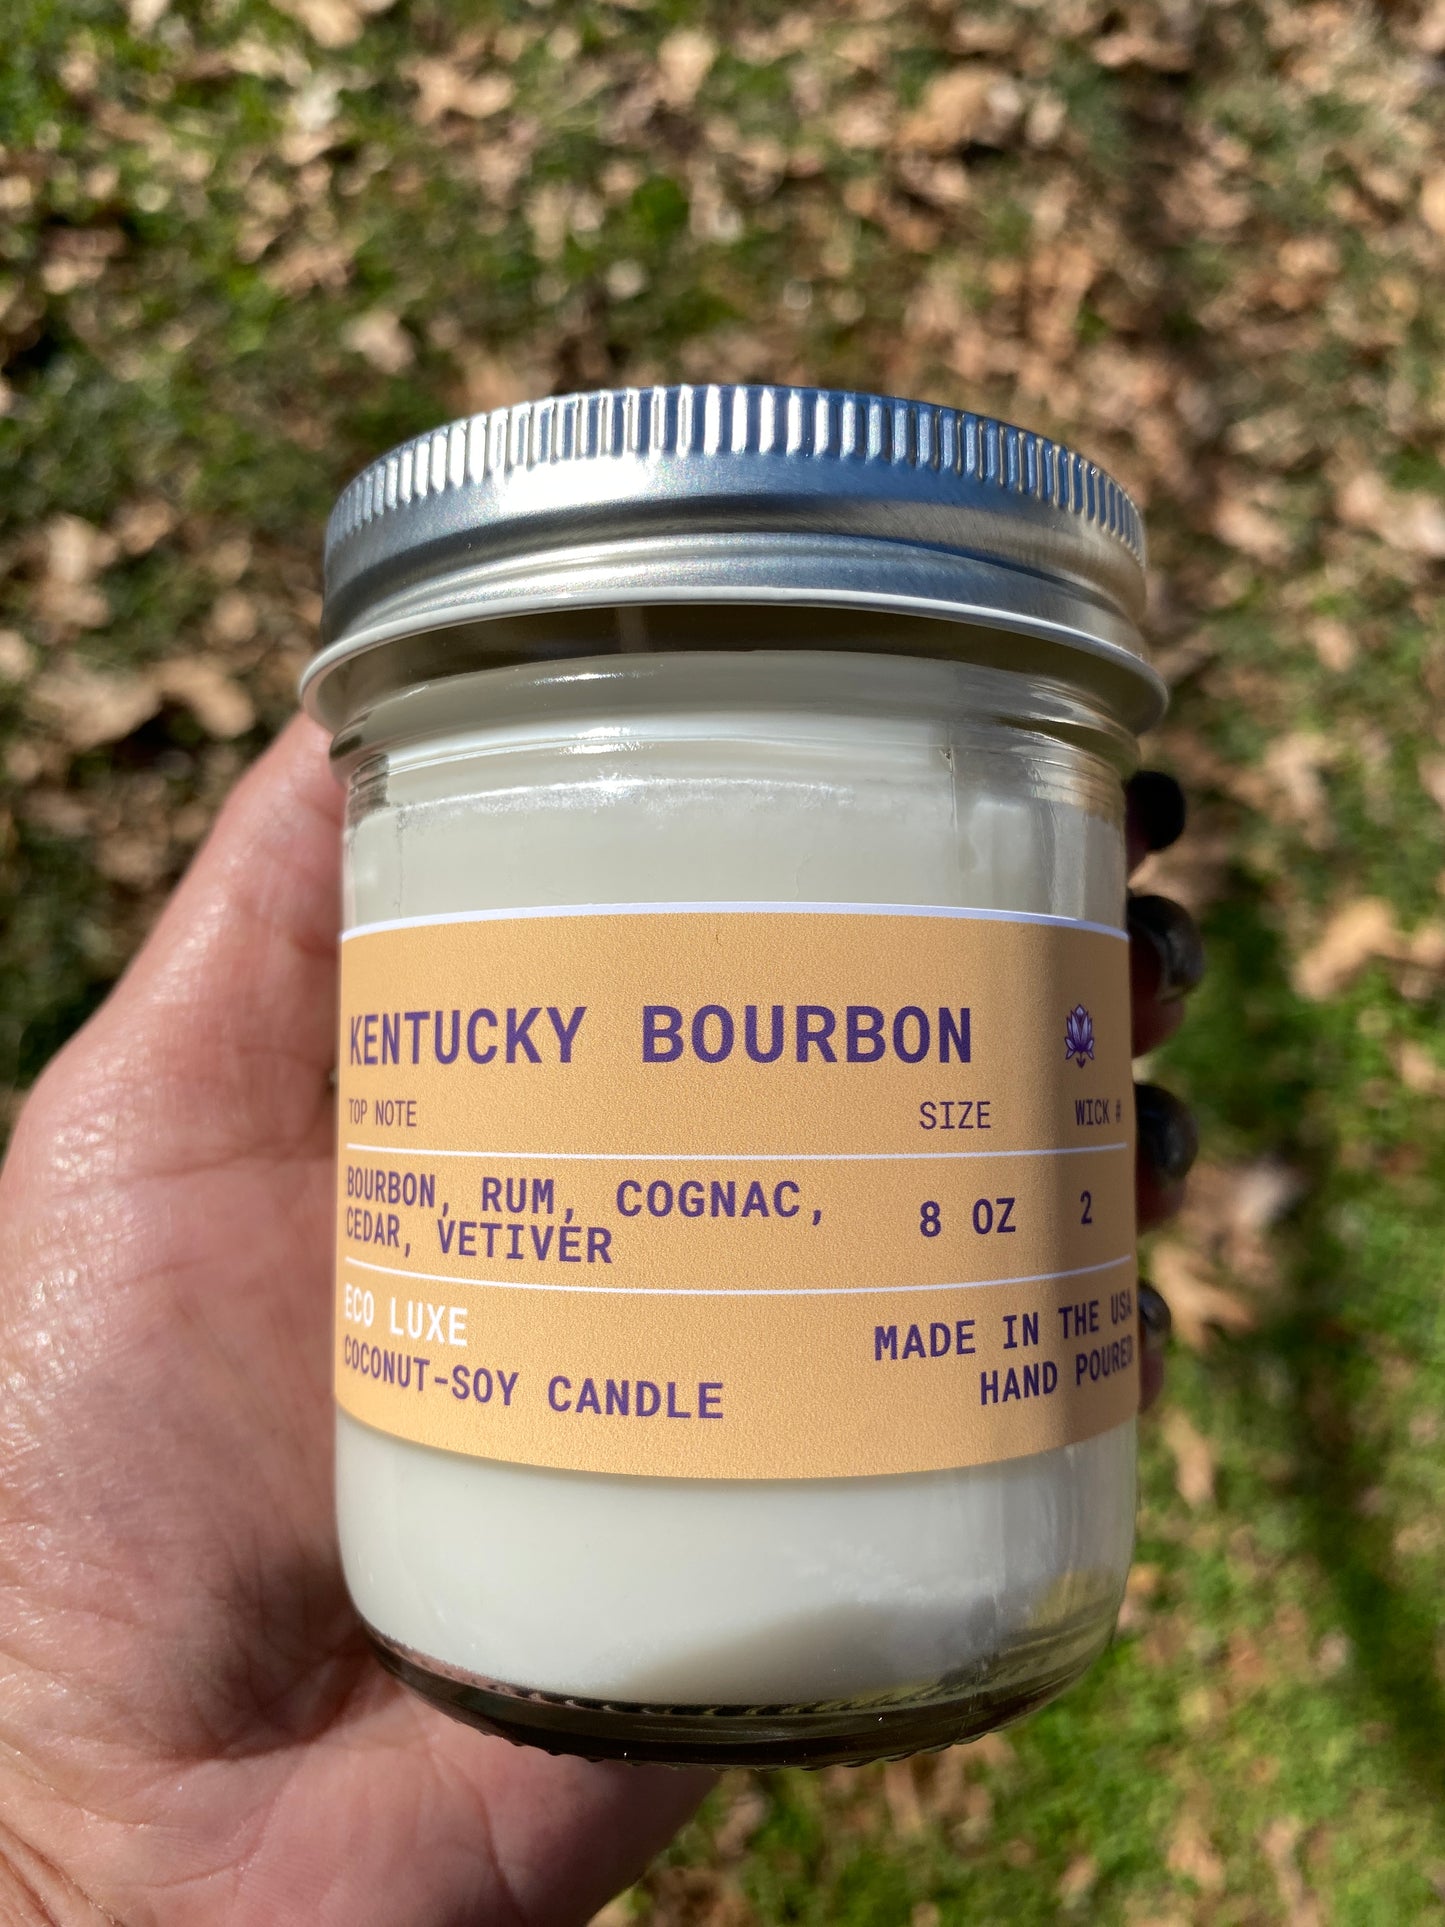 KENTUCKY BOURBON
TOP NOTE SIZE WICK #
BOURBON, RUM, COGNAC,
CEDAR, VETIVER
8 OZ 2
ECO LUXE
COCONUT-SOY CANDLE
MADE IN THE USA
HAND POURED